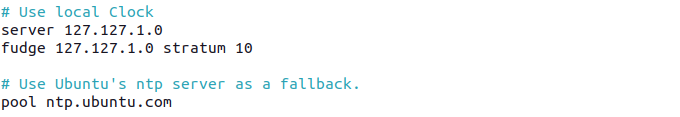 # Use local Clock
server 127.127.1.0
fudge 127.127.1.0 stratum 10
# Use Ubuntu's ntp server as a fallback.
pool ntp.ubuntu.com